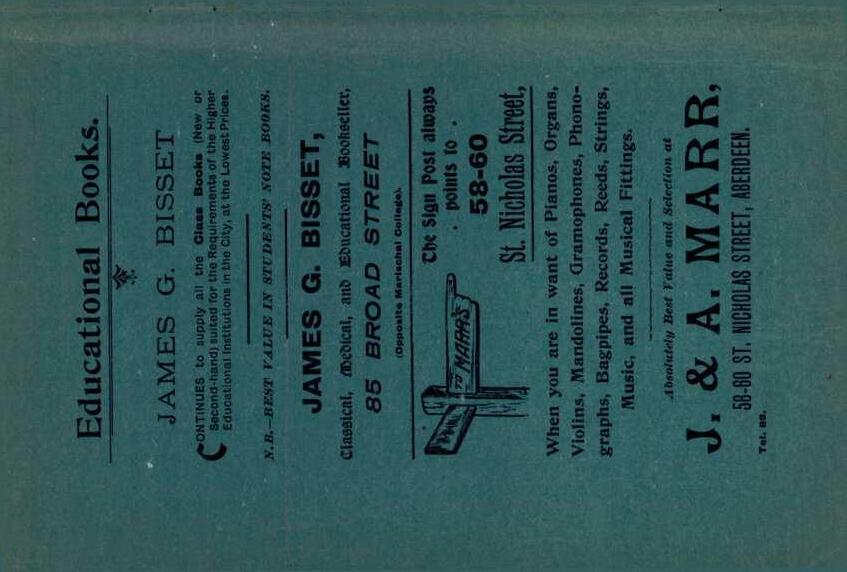 Educational Books.
JAMES G. BISSET
CONTINUES to supply all the Class Books (New or
Second-hand) suited for the Requirements of the Higher
Educational Institutions in the City, at the Lowest Prices.
N.B.—BEST VALUE IN STUDENTS' NOTE BOOKS.
JAMES G. BISSET,
Classical, Medical, and Educational Bookseller,
85 BROAD STREET
(Opposite Marischal College).
TO MARR'S
The Sign Post always
. points to .
58-60
St. Nicholas Street,
When you are in want of Pianos, Organs,
Violins, Mandolines, Gramophones, Phono-
graphs, Bagpipes, Records, Reeds, Strings,
Music, and all Musical Fittings.
Absolutely Best Value and Selection at
J. & A. MARR,
58-60 ST. NICHOLAS STREET, ABERDEEN.
Tel. 89.